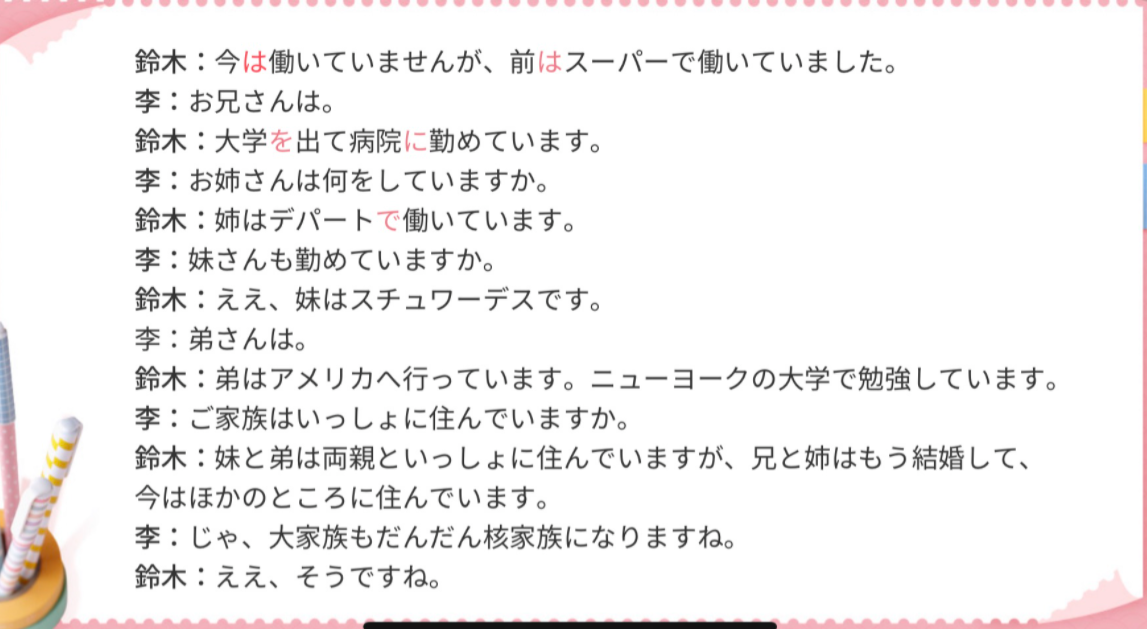 鈴木：今は働いていませんが、前はスーパーで働いていました。
李：お兄さんは。
鈴木：大学を出て病院に勤めています。
李：お姉さんは何をしていますか。
鈴木：姉はデパートで働いています。
李：妹さんも勤めていますか。
鈴木：ええ、妹はスチュワーデスです。
李：弟さんは。
鈴木：弟はアメリカへ行っています。ニューヨークの大学で勉強しています。
李：ご家族はいっしょに住んでいますか。
鈴木：妹と弟は両親といっしょに住んでいますが、兄と姉はもう結婚して、
今はほかのところに住んでいます。
李：じゃ、大家族もだんだん核家族になりますね。
鈴木：ええ、そうですね。